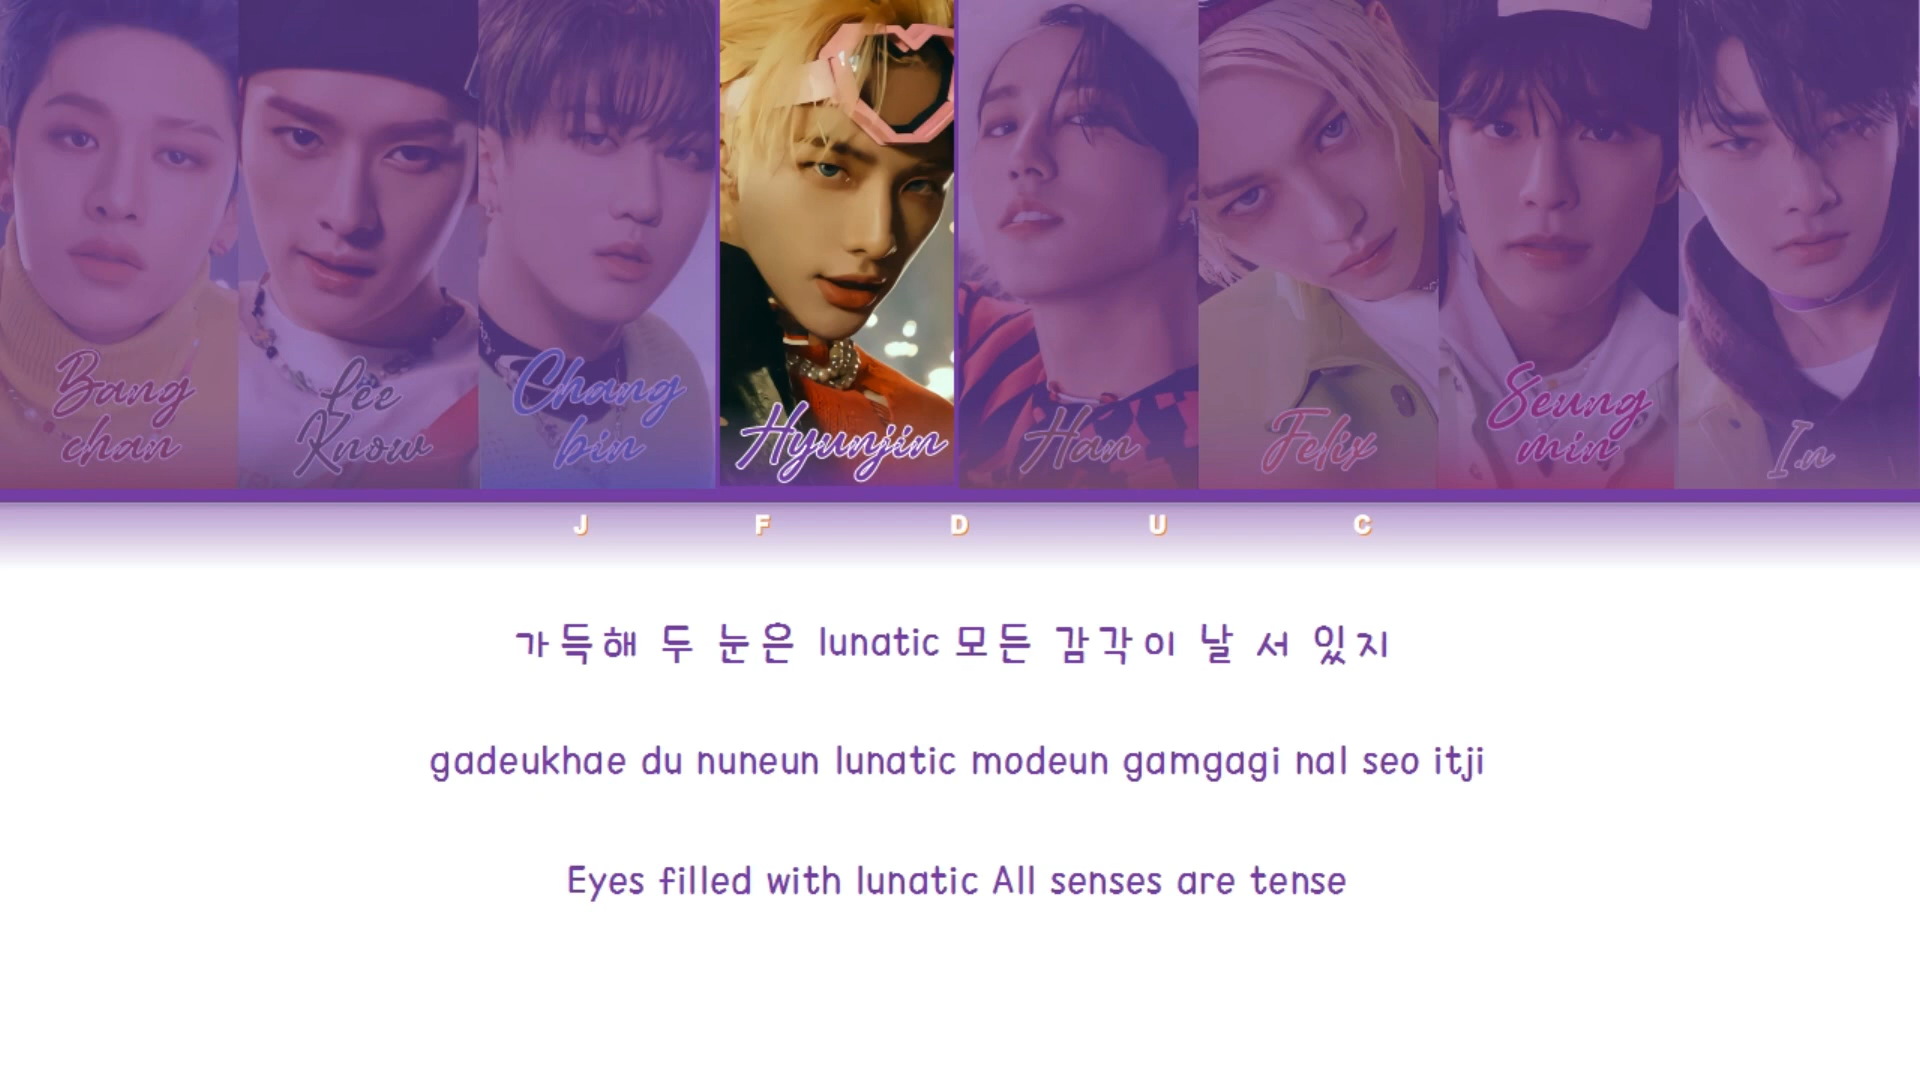 Bang chan
Lee Know
Chang bin
Hyunjin
Han
Felix
Seung min
I.n
J F D U C
가득해 두 눈은 lunatic 모든 감각이 날 서 있지
gadeukhae du nuneun lunatic modeun gamgagi nal seo itji
Eyes filled with lunatic All senses are tense